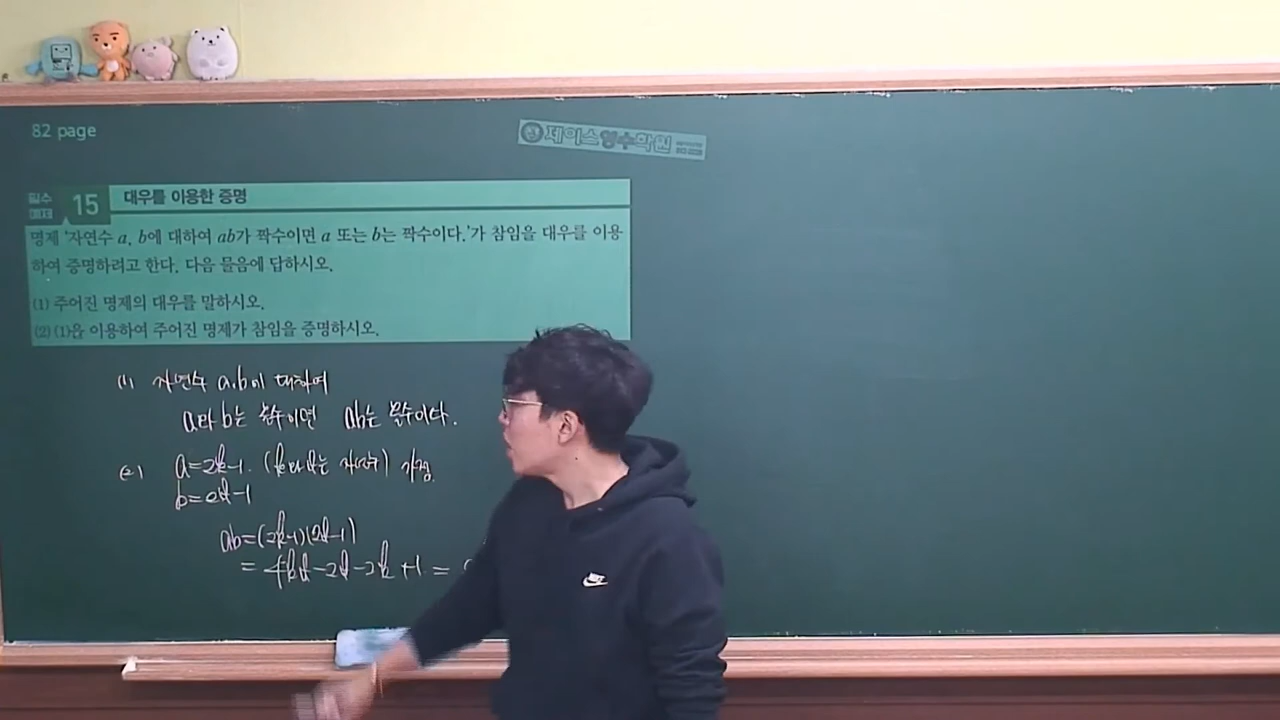 82 page
제이스영수학원
필수 예제 15 대우를 이용한 증명
명제 '자연수 a, b에 대하여 ab가 짝수이면 a 또는 b는 짝수이다.'가 참임을 대우를 이용
하여 증명하려고 한다. 다음 물음에 답하시오.
(1) 주어진 명제의 대우를 말하시오.
(2) (1)을 이용하여 주어진 명제가 참임을 증명하시오.
(1) 자연수 a, b에 대하여
a와 b는 홀수이면 ab는 홀수이다.
(2) a=2k-1. (k와 l는 자연수) 가정
b=2l-1
ab=(2k-1)(2l-1)
= 4kl-2l-2k+1 =